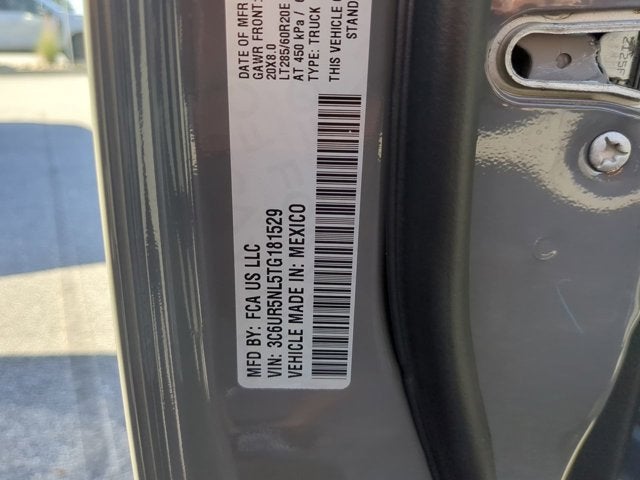 MFD BY: FCA US LLC
VIN: 3C6UR5NL5TG181529
VEHICLE MADE IN: MEXICO
DATE OF MFR
GAWR FRONT:
20X8.0
LT285/60R20E
AT 450 kPa /
TYPE: TRUCK
THIS VEHICLE
STAND